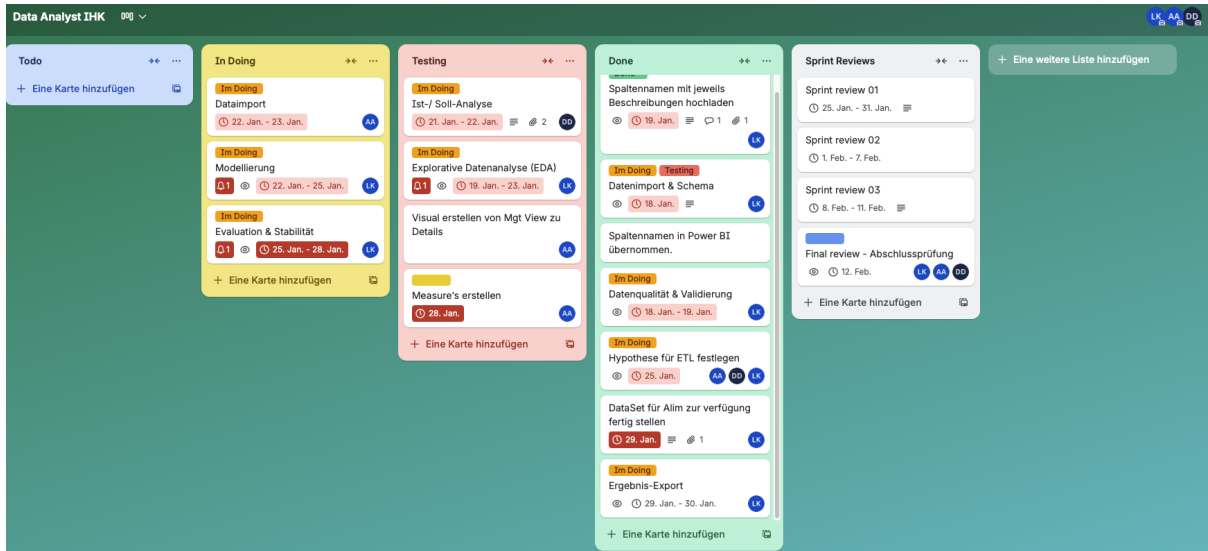 Data Analyst IHK
LK AA DD
Todo
+ Eine Karte hinzufügen
In Doing
Im Doing
Dataimport
22. Jan. - 23. Jan.
AA
Im Doing
Modellierung
1
22. Jan. - 25. Jan.
LK
Im Doing
Evaluation & Stabilität
1
25. Jan. - 28. Jan.
LK
+ Eine Karte hinzufügen
Testing
Im Doing
Ist-/ Soll-Analyse
21. Jan. - 22. Jan.
2
DD
Im Doing
Explorative Datenanalyse (EDA)
1
19. Jan. - 23. Jan.
LK
Visual erstellen von Mgt View zu
Details
AA
Measure's erstellen
28. Jan.
AA
+ Eine Karte hinzufügen
Done
Spaltennamen mit jeweils
Beschreibungen hochladen
19. Jan.
1
1
LK
Im Doing Testing
Datenimport & Schema
18. Jan.
LK
Spaltennamen in Power BI
übernommen.
Im Doing
Datenqualität & Validierung
18. Jan. - 19. Jan.
LK
Im Doing
Hypothese für ETL festlegen
25. Jan.
AA DD LK
DataSet für Alim zur verfügung
fertig stellen
29. Jan.
1
LK
Im Doing
Ergebnis-Export
29. Jan. - 30. Jan.
LK
+ Eine Karte hinzufügen
Sprint Reviews
Sprint review 01
25. Jan. - 31. Jan.
Sprint review 02
1. Feb. - 7. Feb.
Sprint review 03
8. Feb. - 11. Feb.
Final review - Abschlussprüfung
12. Feb.
LK AA DD
+ Eine Karte hinzufügen
+ Eine weitere Liste hinzufügen